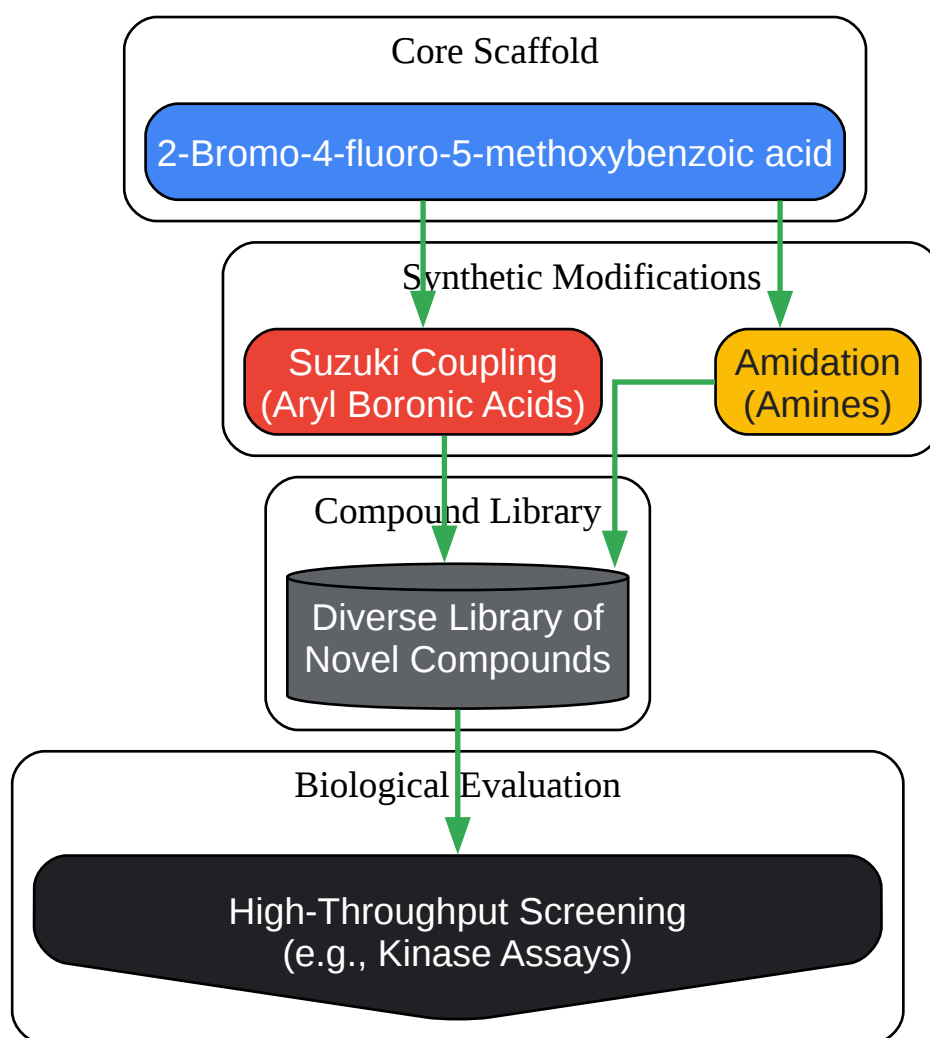 Core Scaffold
2-Bromo-4-fluoro-5-methoxybenzoic acid
Synthetic Modifications
Suzuki Coupling
(Aryl Boronic Acids)
Amidation
(Amines)
Compound Library
Diverse Library of
Novel Compounds
Biological Evaluation
High-Throughput Screening
(e.g., Kinase Assays)